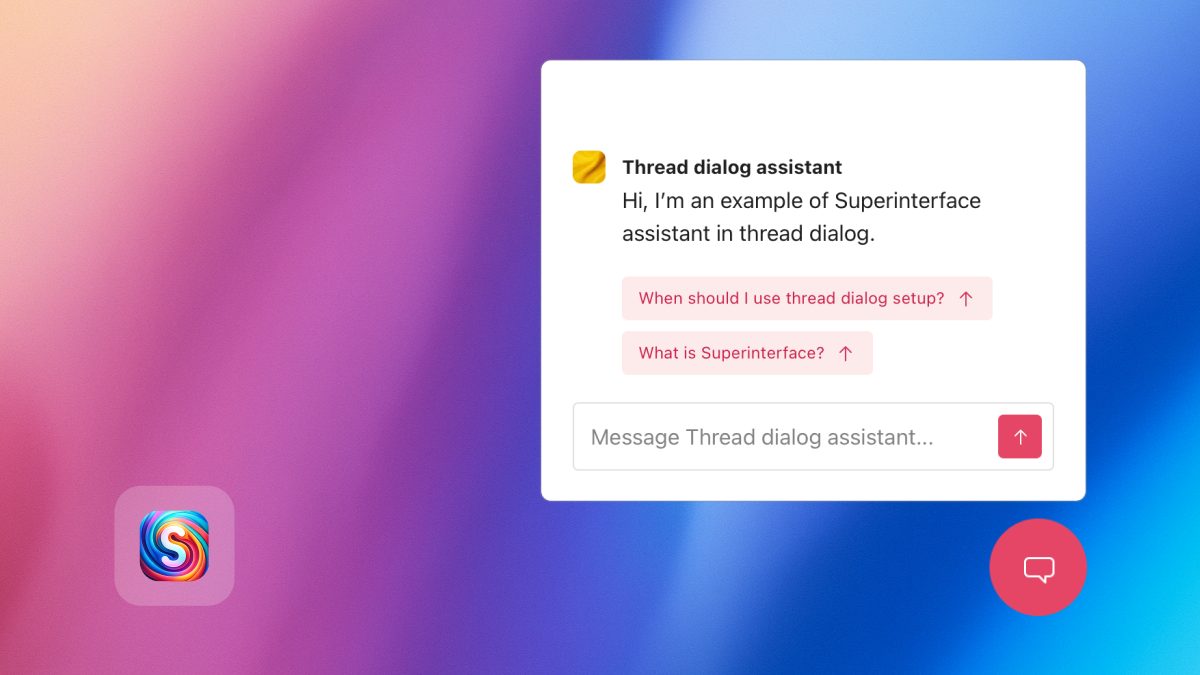 Thread dialog assistant
Hi, I’m an example of Superinterface
assistant in thread dialog.
When should I use thread dialog setup?
What is Superinterface?
Message Thread dialog assistant...
S